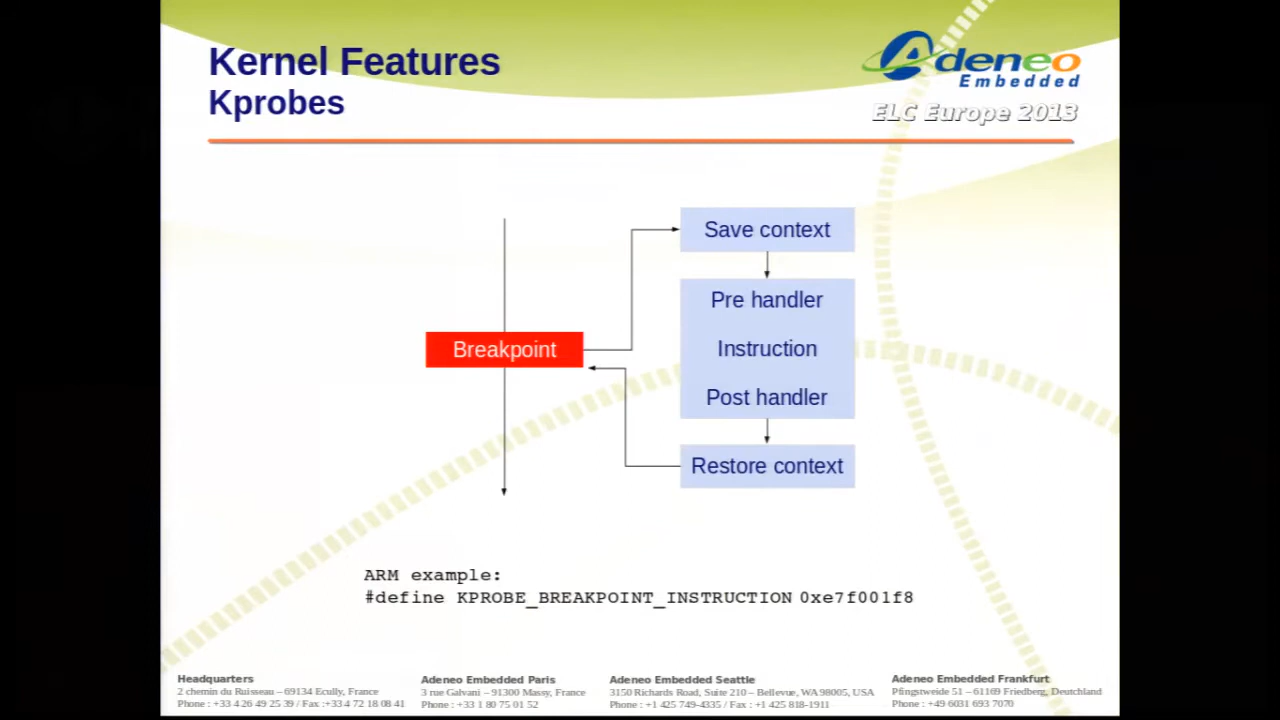 Kernel Features
Kprobes
Adeneo
Embedded
ELC Europe 2013
Save context
Pre handler
Breakpoint
Instruction
Post handler
Restore context
ARM example:
#define KPROBE_BREAKPOINT_INSTRUCTION 0xe7f001f8
Headquarters
2 chemin du Ruisseau – 69134 Ecully, France
Phone : +33 4 26 49 25 39 / Fax :+33 4 72 18 08 41
Adeneo Embedded Paris
3 rue Galvani – 91300 Massy, France
Phone : +33 1 80 75 01 52
Adeneo Embedded Seattle
3150 Richards Road, Suite 210 – Bellevue, WA 98005, USA
Phone : +1 425 749-4335 / Fax : +1 425 818-1911
Adeneo Embedded Frankfurt
Pfingstweide 51 – 61169 Friedberg, Deutchland
Phone : +49 6031 693 7070